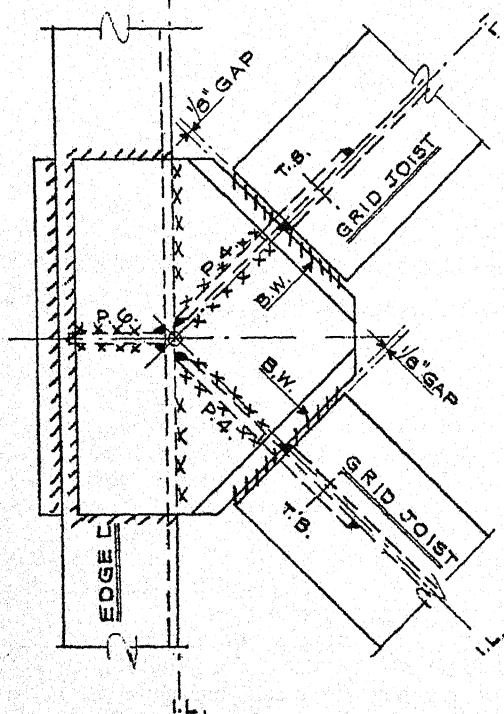 I.L.
1/8" GAP
T.B.
GRID JOIST
P.4.
B.W.
P.6.
B.W.
1/8" GAP
P.4.
GRID JOIST
T.B.
EDGE L
I.L.
I.L.